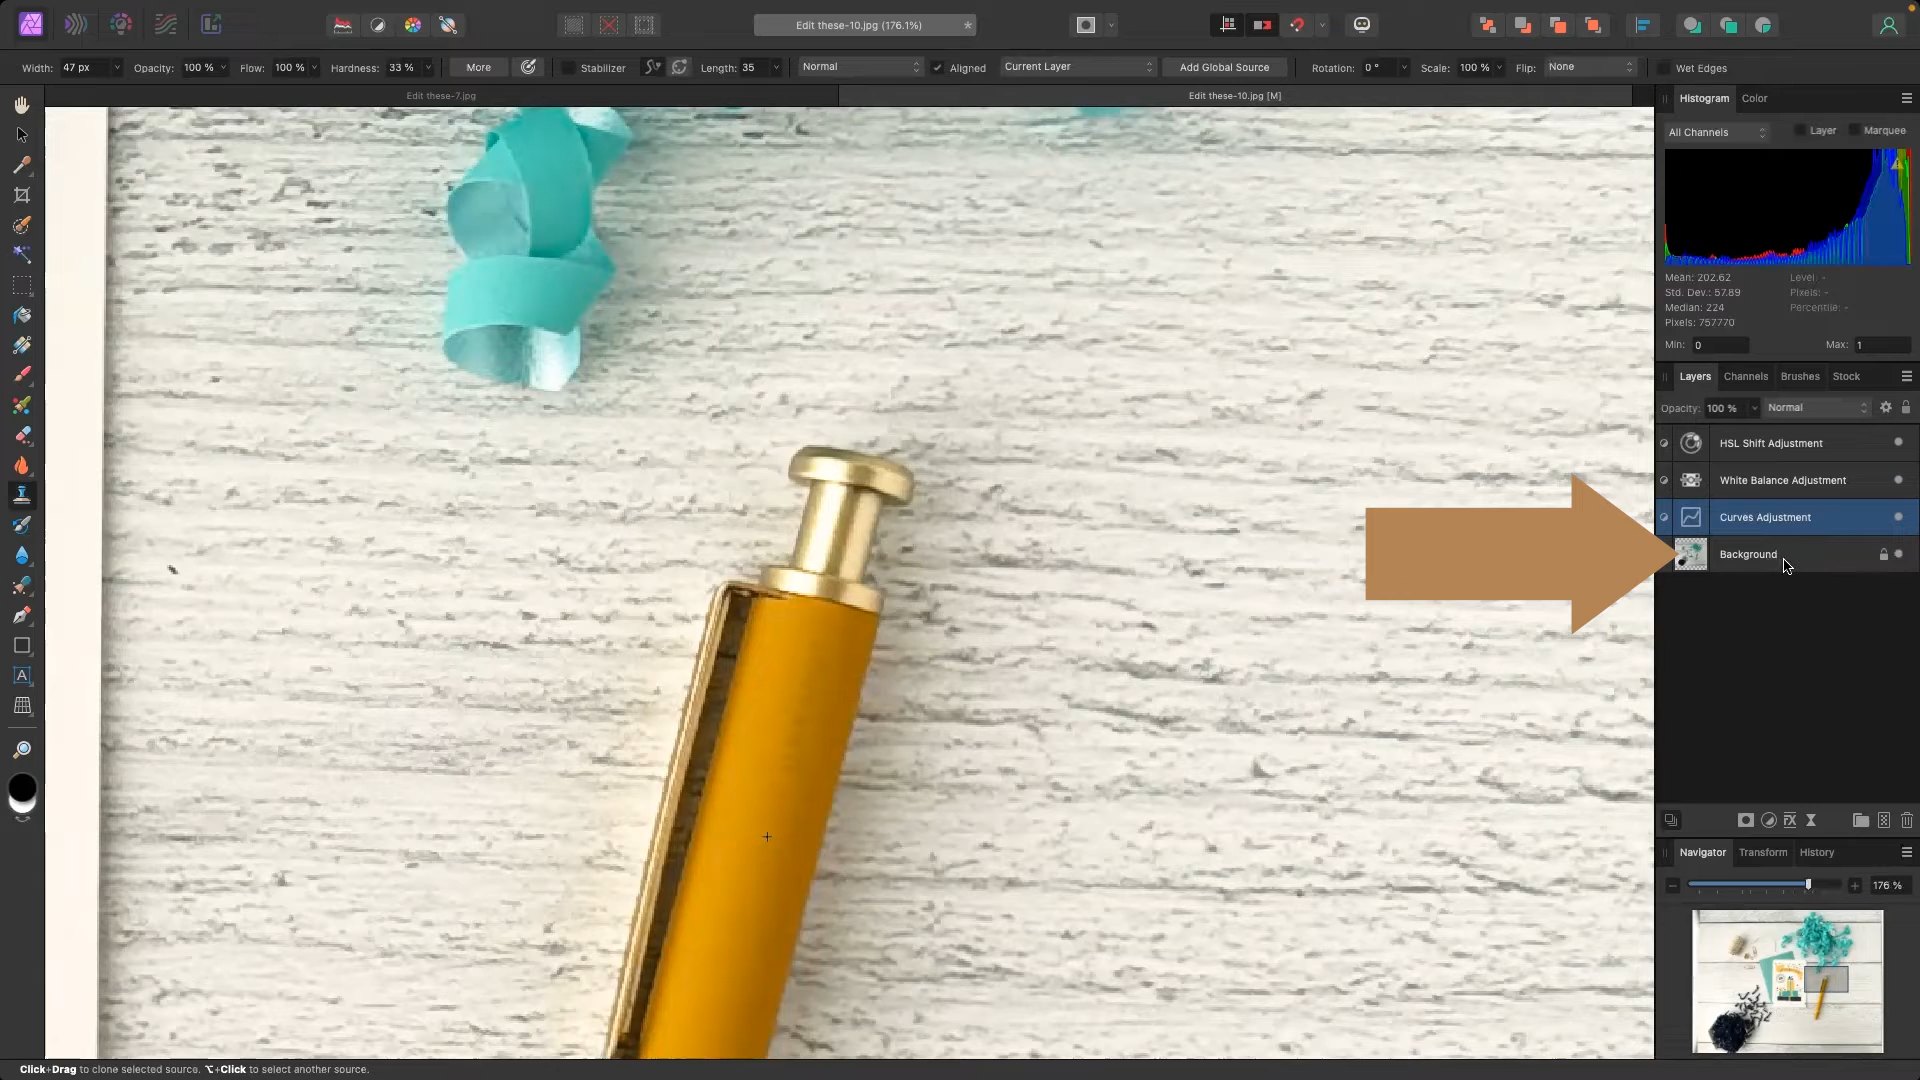 Edit these-10.jpg (176.1%) *
Width: 47 px Opacity: 100 % Flow: 100 % Hardness: 33 % More Stabilizer Length: 35 Normal Aligned Current Layer Add Global Source Rotation: 0 ° Scale: 100 % Flip: None Wet Edges
Edit these-7.jpg Edit these-10.jpg [M]
Histogram Color
All Channels Layer Marquee
Mean: 202.62 Level: -
Std. Dev.: 57.89 Pixels: -
Median: 224 Percentile: -
Pixels: 757770
Min: 0 Max: 1
Layers Channels Brushes Stock
Opacity: 100 % Normal
HSL Shift Adjustment
White Balance Adjustment
Curves Adjustment
Background
A
Navigator Transform History
176 %
Click+Drag to clone selected source. ⌥+Click to select another source.